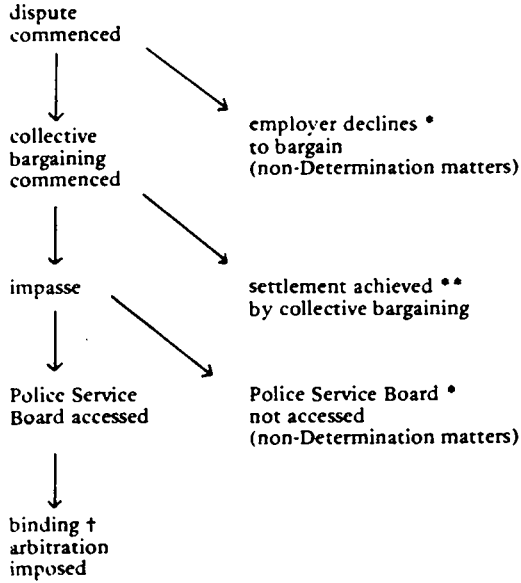 dispute
commenced
employer declines *
to bargain
(non-Determination matters)
collective
bargaining
commenced
impasse
settlement achieved **
by collective bargaining
Police Service
Board accessed
Police Service Board *
not accessed
(non-Determination matters)
binding †
arbitration
imposed